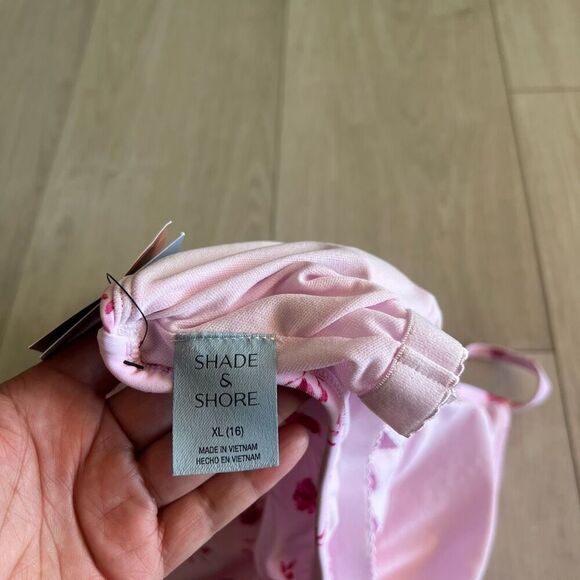 SHADE
&
SHORE.
XL (16)
MADE IN VIETNAM
HECHO EN VIETNAM